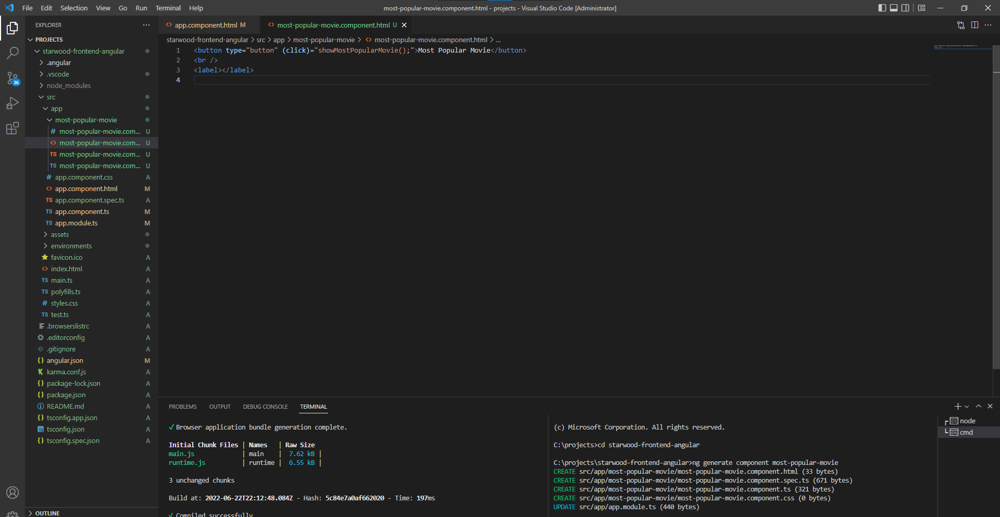 File Edit Selection View Go Run Terminal Help
most-popular-movie.component.html - projects - Visual Studio Code [Administrator]
EXPLORER
PROJECTS
starwood-frontend-angular
.angular
.vscode
node_modules
src
app
most-popular-movie
# most-popular-movie.com... U
<> most-popular-movie.com... U
TS most-popular-movie.com... U
TS most-popular-movie.com... U
# app.component.css A
<> app.component.html M
TS app.component.spec.ts A
TS app.component.ts M
TS app.module.ts M
assets
environments
favicon.ico A
<> index.html A
TS main.ts A
TS polyfills.ts A
# styles.css A
TS test.ts A
.browserslistrc A
.editorconfig A
.gitignore A
{} angular.json M
karma.conf.js A
{} package-lock.json A
{} package.json A
README.md A
{} tsconfig.app.json A
TS tsconfig.json A
{} tsconfig.spec.json A
OUTLINE
36
<> app.component.html M
<> most-popular-movie.component.html U
starwood-frontend-angular > src > app > most-popular-movie > <> most-popular-movie.component.html > ...
1 <button type="button" (click)="showMostPopularMovie();">Most Popular Movie</button>
2 <br />
3 <label></label>
4
PROBLEMS OUTPUT DEBUG CONSOLE TERMINAL
✓ Browser application bundle generation complete.
Initial Chunk Files | Names | Raw Size
main.js | main | 7.62 kB |
runtime.js | runtime | 6.55 kB |
3 unchanged chunks
Build at: 2022-06-22T22:12:48.084Z - Hash: 5c84e7a0af662020 - Time: 197ms
✓ Compiled successfully.
(c) Microsoft Corporation. All rights reserved.
C:\projects>cd starwood-frontend-angular
C:\projects\starwood-frontend-angular>ng generate component most-popular-movie
CREATE src/app/most-popular-movie/most-popular-movie.component.html (33 bytes)
CREATE src/app/most-popular-movie/most-popular-movie.component.spec.ts (671 bytes)
CREATE src/app/most-popular-movie/most-popular-movie.component.ts (321 bytes)
CREATE src/app/most-popular-movie/most-popular-movie.component.css (0 bytes)
UPDATE src/app/app.module.ts (440 bytes)
node
cmd